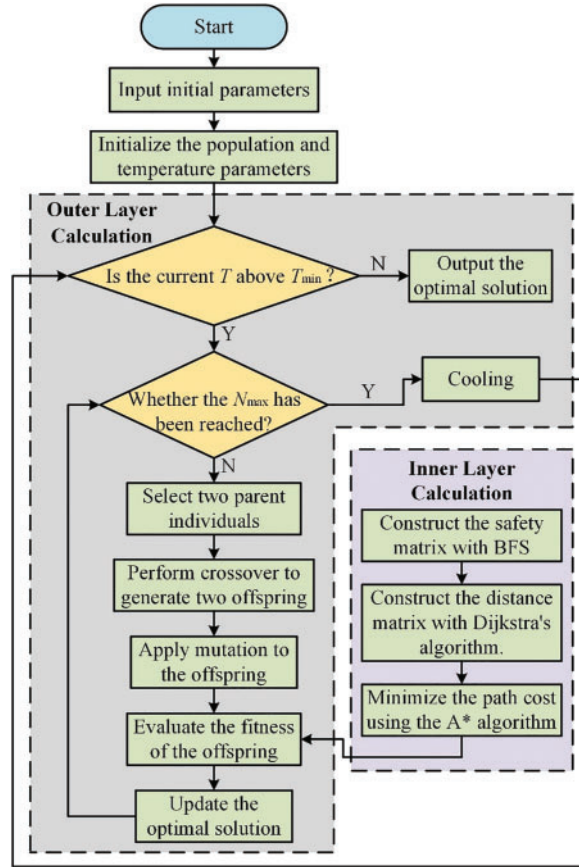 Start
Input initial parameters
Initialize the population and
temperature parameters
Outer Layer
Calculation
Is the current T above Tmin ?
N
Output the
optimal solution
Y
Whether the Nmax has
been reached?
Y
Cooling
N
Select two parent
individuals
Perform crossover to
generate two offspring
Apply mutation to
the offspring
Evaluate the fitness
of the offspring
Update the
optimal solution
Inner Layer
Calculation
Construct the safety
matrix with BFS
Construct the distance
matrix with Dijkstra's
algorithm.
Minimize the path cost
using the A* algorithm